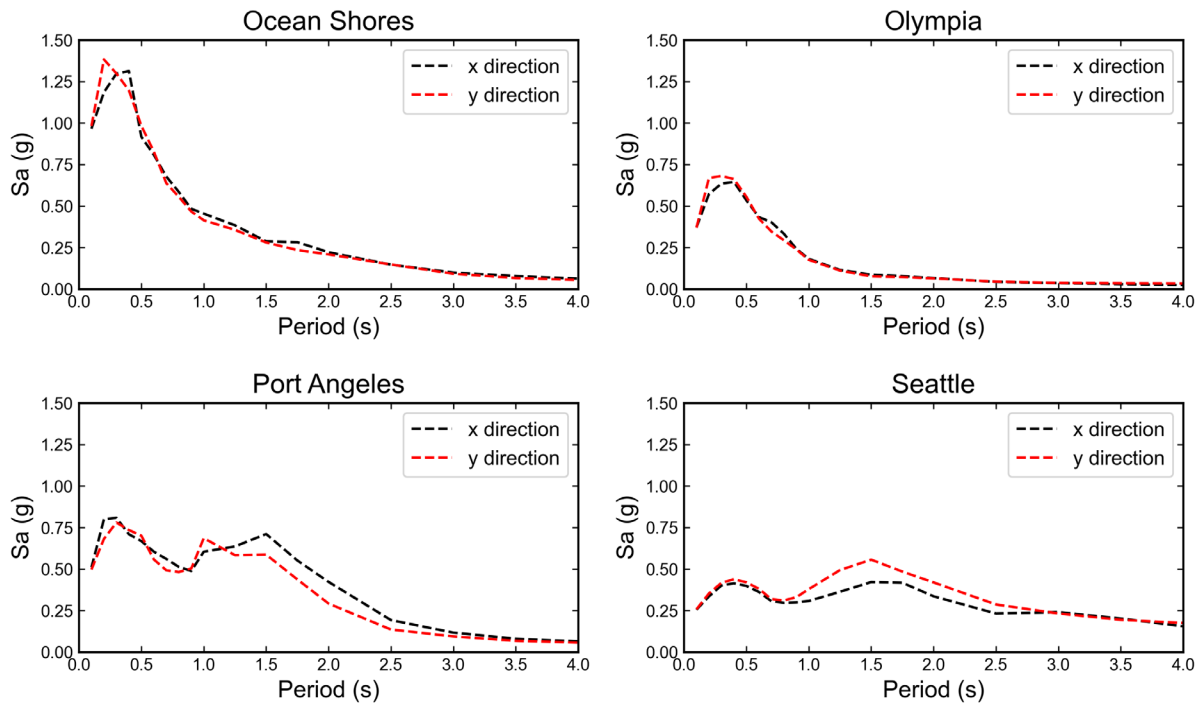 Ocean Shores
1.50
1.25
1.00
0.75
0.50
0.25
0.00
Sa (g)
x direction
y direction
0.0 0.5 1.0 1.5 2.0 2.5 3.0 3.5 4.0
Period (s)
Olympia
1.50
1.25
1.00
0.75
0.50
0.25
0.00
Sa (g)
x direction
y direction
0.0 0.5 1.0 1.5 2.0 2.5 3.0 3.5 4.0
Period (s)
Port Angeles
1.50
1.25
1.00
0.75
0.50
0.25
0.00
Sa (g)
x direction
y direction
0.0 0.5 1.0 1.5 2.0 2.5 3.0 3.5 4.0
Period (s)
Seattle
1.50
1.25
1.00
0.75
0.50
0.25
0.00
Sa (g)
x direction
y direction
0.0 0.5 1.0 1.5 2.0 2.5 3.0 3.5 4.0
Period (s)